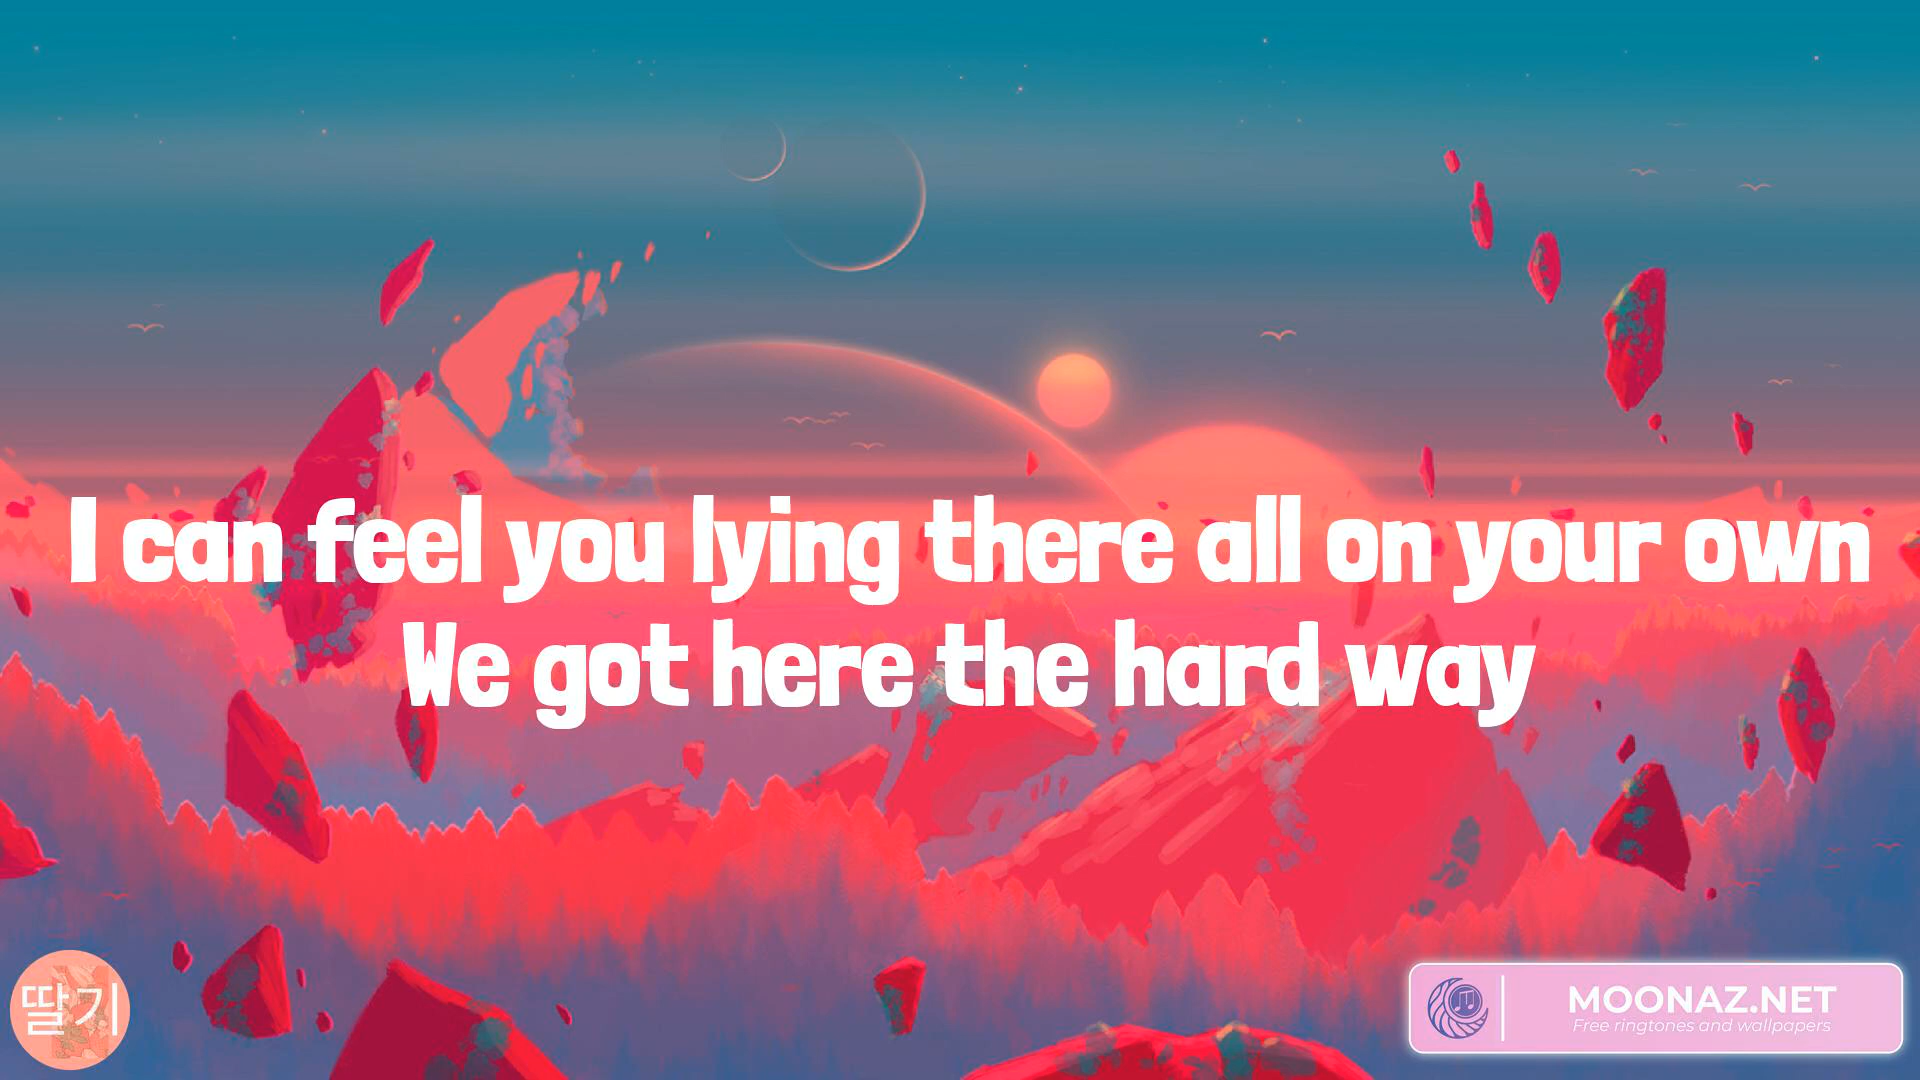 I can feel you lying there all on your own
We got here the hard way
딸기
MOONAZ.NET
Free ringtones and wallpapers